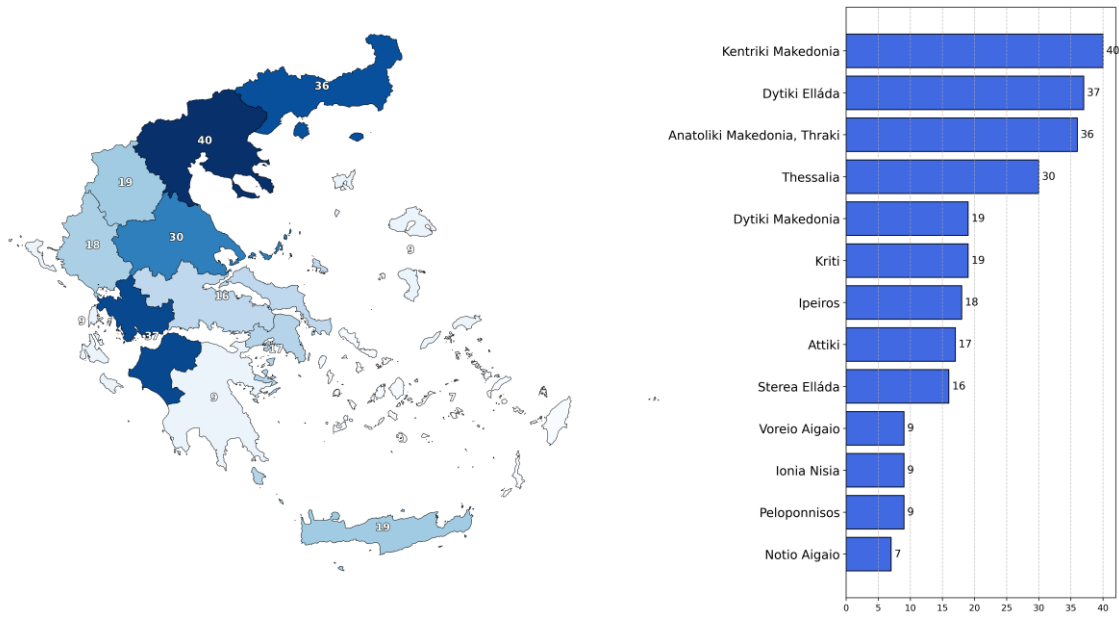 36
40
19
30
18
9
16
9
37
17
9
7
19
Kentriki Makedonia 40
Dytiki Elláda 37
Anatoliki Makedonia, Thraki 36
Thessalia 30
Dytiki Makedonia 19
Kriti 19
Ipeiros 18
Attiki 17
Sterea Elláda 16
Voreio Aigaio 9
Ionia Nisia 9
Peloponnisos 9
Notio Aigaio 7
0 5 10 15 20 25 30 35 40